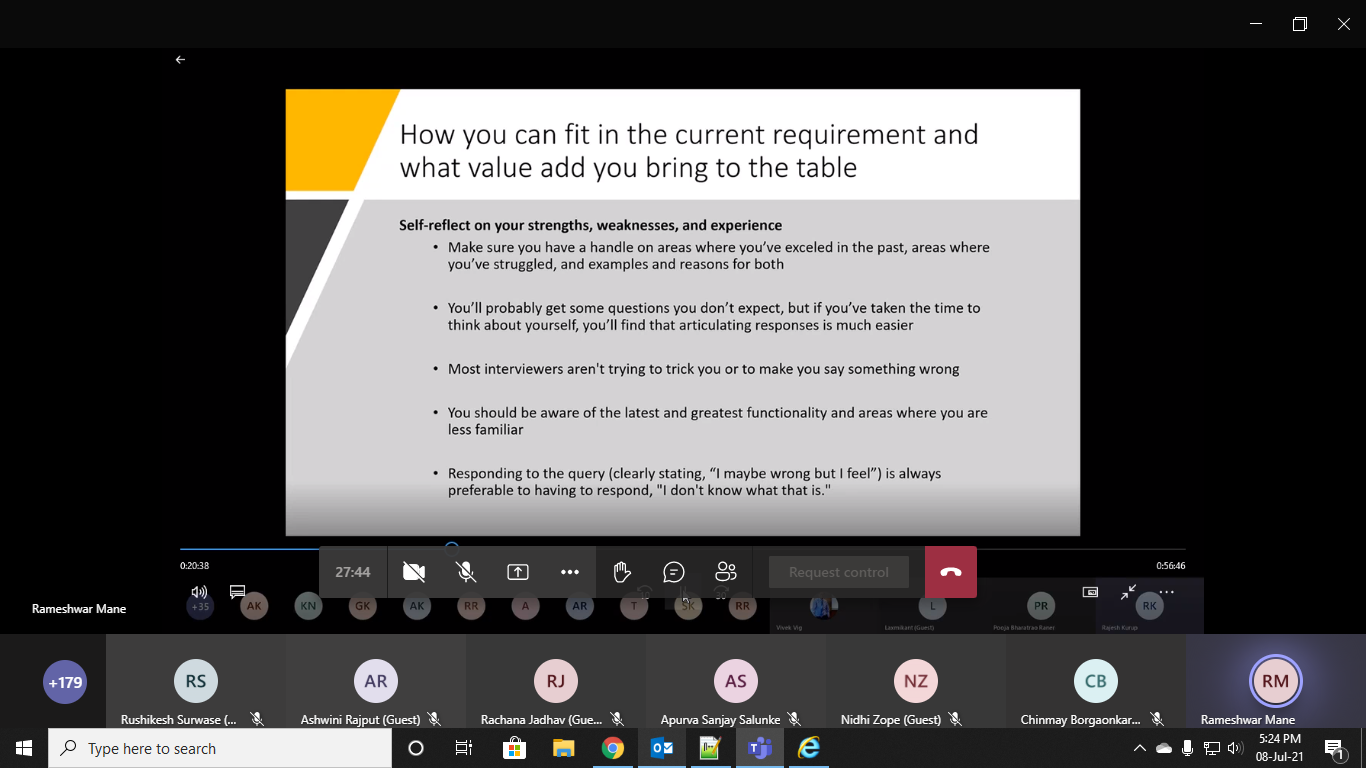 How you can fit in the current requirement and
what value add you bring to the table
Self-reflect on your strengths, weaknesses, and experience
• Make sure you have a handle on areas where you've exceled in the past, areas where
you've struggled, and examples and reasons for both
• You'll probably get some questions you don't expect, but if you've taken the time to
think about yourself, you'll find that articulating responses is much easier
• Most interviewers aren't trying to trick you or to make you say something wrong
• You should be aware of the latest and greatest functionality and areas where you are
less familiar
• Responding to the query (clearly stating, "I maybe wrong but I feel") is always
preferable to having to respond, "I don't know what that is."
0:20:38
27:44
Request control
0:56:46
Rameshwar Mane
+35
AK
KN
GK
AK
RR
A
AR
T
SK
RR
L
PR
RK
Vivek Vig
Laxmikant (Guest)
Rajesh Kurup
+179
RS
AR
RJ
AS
NZ
CB
RM
Rushikesh Surwase (...
Ashwini Rajput (Guest)
Rachana Jadhav (Gue...
Apurva Sanjay Salunke
Nidhi Zope (Guest)
Chinmay Borgaonkar...
Rameshwar Mane
Type here to search
5:24 PM
08-Jul-21
1